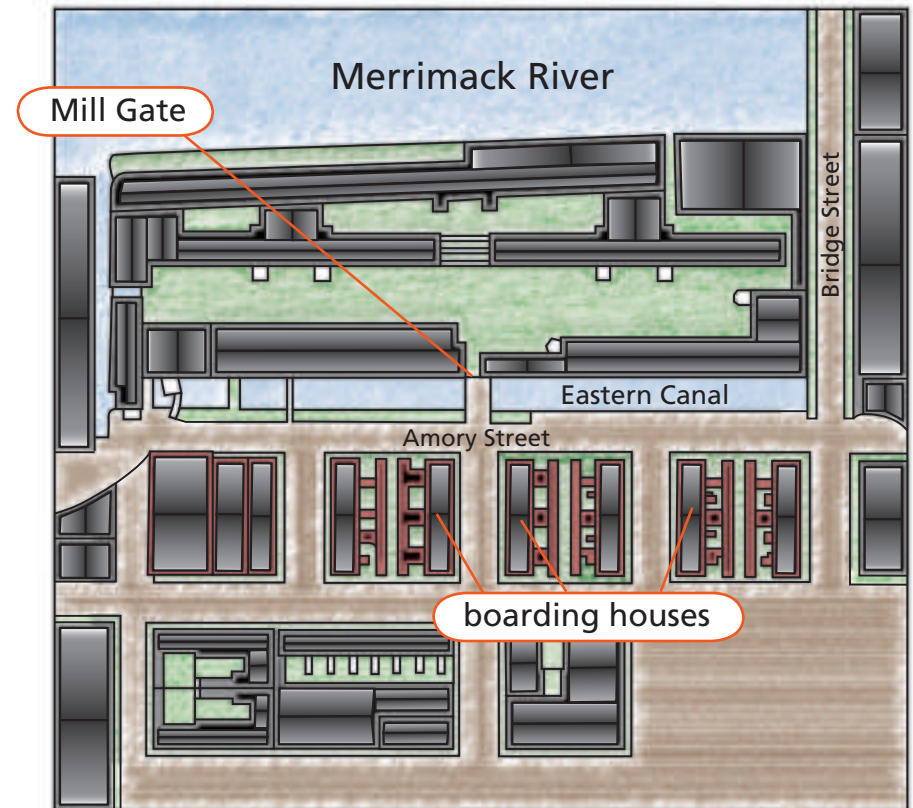 Merrimack River
Mill Gate
Bridge Street
Eastern Canal
Amory Street
boarding houses